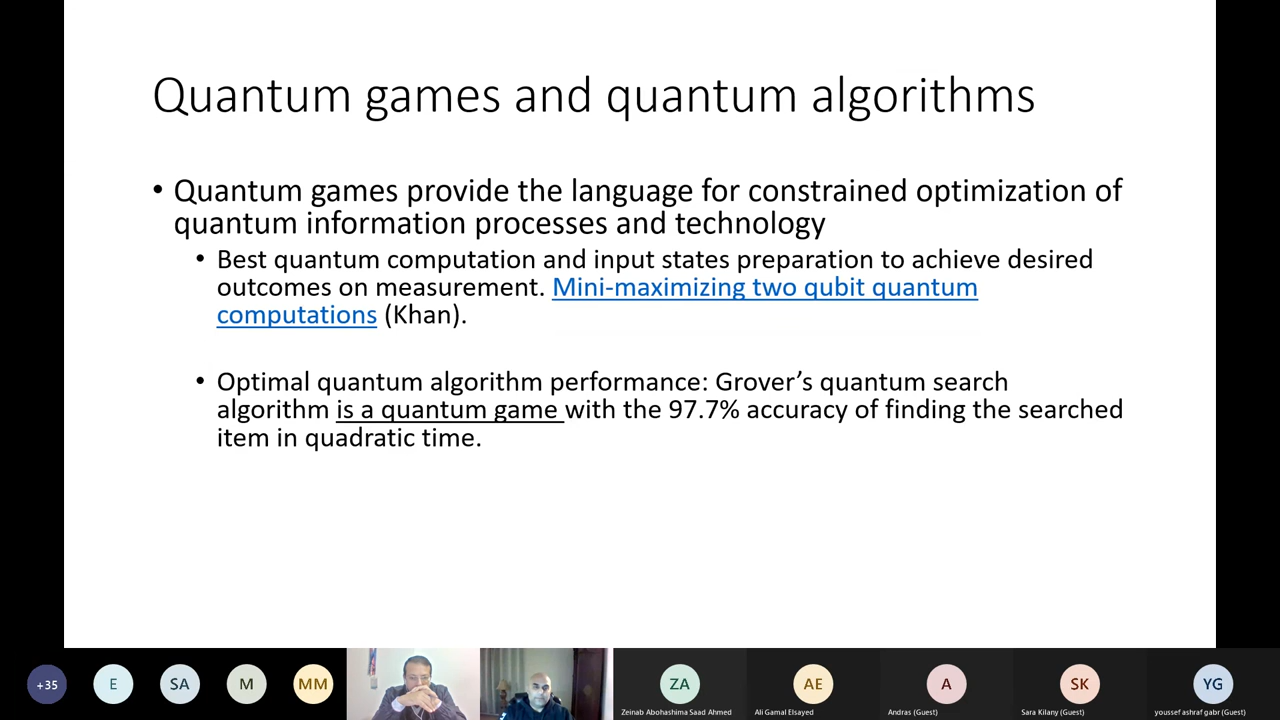 Quantum games and quantum algorithms
• Quantum games provide the language for constrained optimization of
quantum information processes and technology
• Best quantum computation and input states preparation to achieve desired
outcomes on measurement. Mini-maximizing two qubit quantum
computations (Khan).
• Optimal quantum algorithm performance: Grover’s quantum search
algorithm is a quantum game with the 97.7% accuracy of finding the searched
item in quadratic time.
+35
E
SA
M
MM
ZA
AE
A
SK
YG
Zeinab Abohashima Saad Ahmed
Ali Gamal Elsayed
Andras (Guest)
Sara Kilany (Guest)
youssef ashraf gabr (Guest)